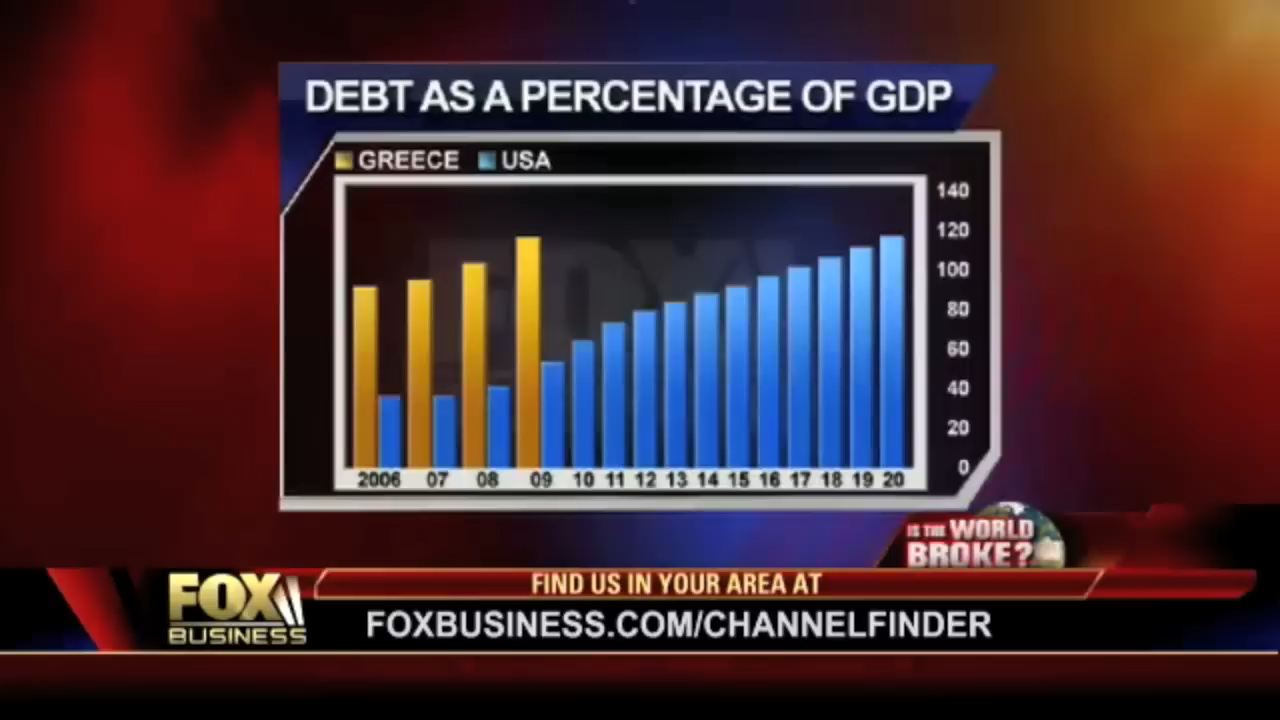 DEBT AS A PERCENTAGE OF GDP
GREECE USA
140
120
100
80
60
40
20
0
2006 07 08 09 10 11 12 13 14 15 16 17 18 19 20
FOX
IS THE WORLD
BROKE?
FIND US IN YOUR AREA AT
FOX
BUSINESS
FOXBUSINESS.COM/CHANNELFINDER